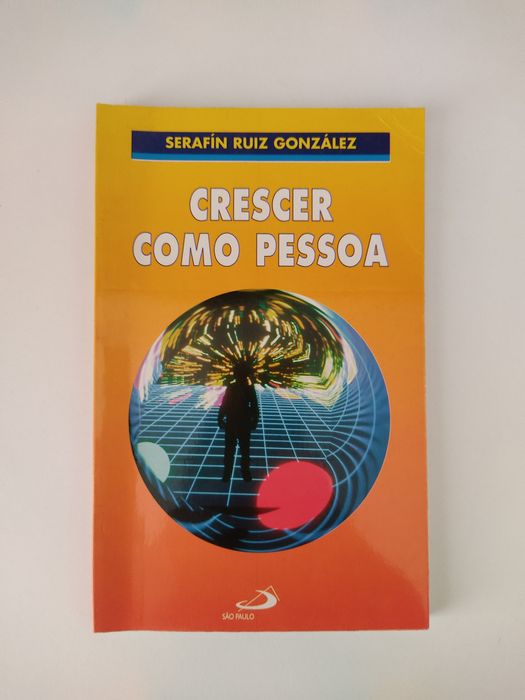 SERAFÍN RUIZ GONZÁLEZ
CRESCER
COMO PESSOA
SÃO PAULO